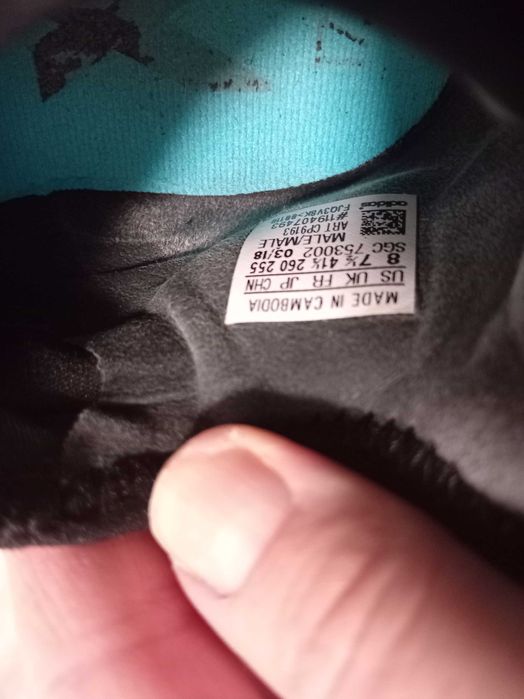 MADE IN CAMBODIA
US UK FR JP CHN
8 7½ 41⅓ 260 255
SGC 753002 03/18
MALE/MALE
ART CP9193
#119407493
adidas